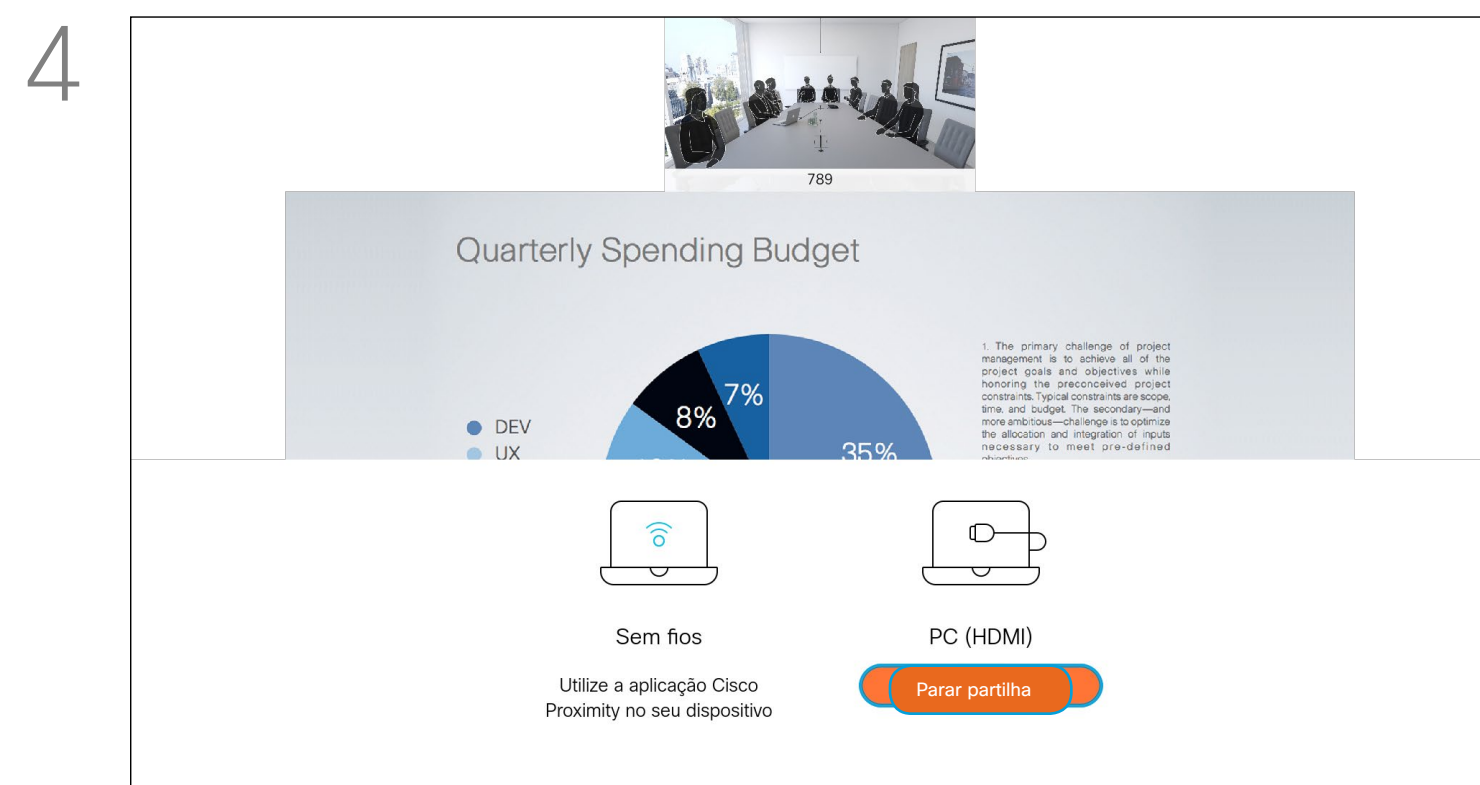 4
789
Quarterly Spending Budget
7%
8%
35%
DEV
UX
1. The primary challenge of project
management is to achieve all of the
project goals and objectives while
honoring the preconceived project
constraints. Typical constraints are scope,
time, and budget. The secondary—and
more ambitious—challenge is to optimize
the allocation and integration of inputs
necessary to meet pre-defined
Sem fios
PC (HDMI)
Utilize a aplicação Cisco
Proximity no seu dispositivo
Parar partilha